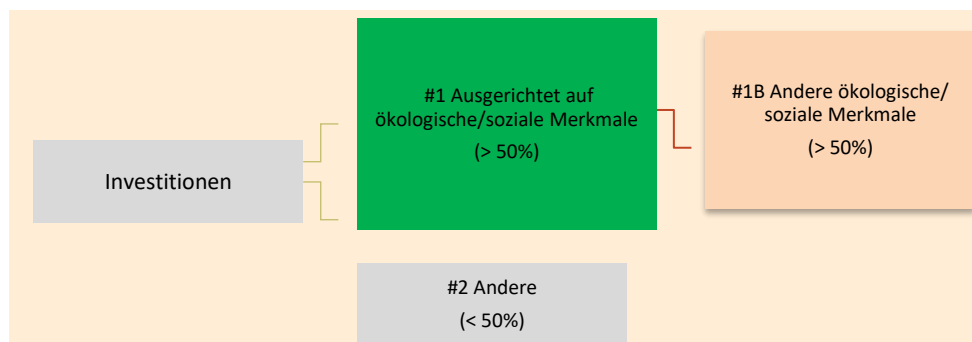 Investitionen
#1 Ausgerichtet auf
ökologische/soziale Merkmale
(> 50%)
#1B Andere ökologische/
soziale Merkmale
(> 50%)
#2 Andere
(< 50%)